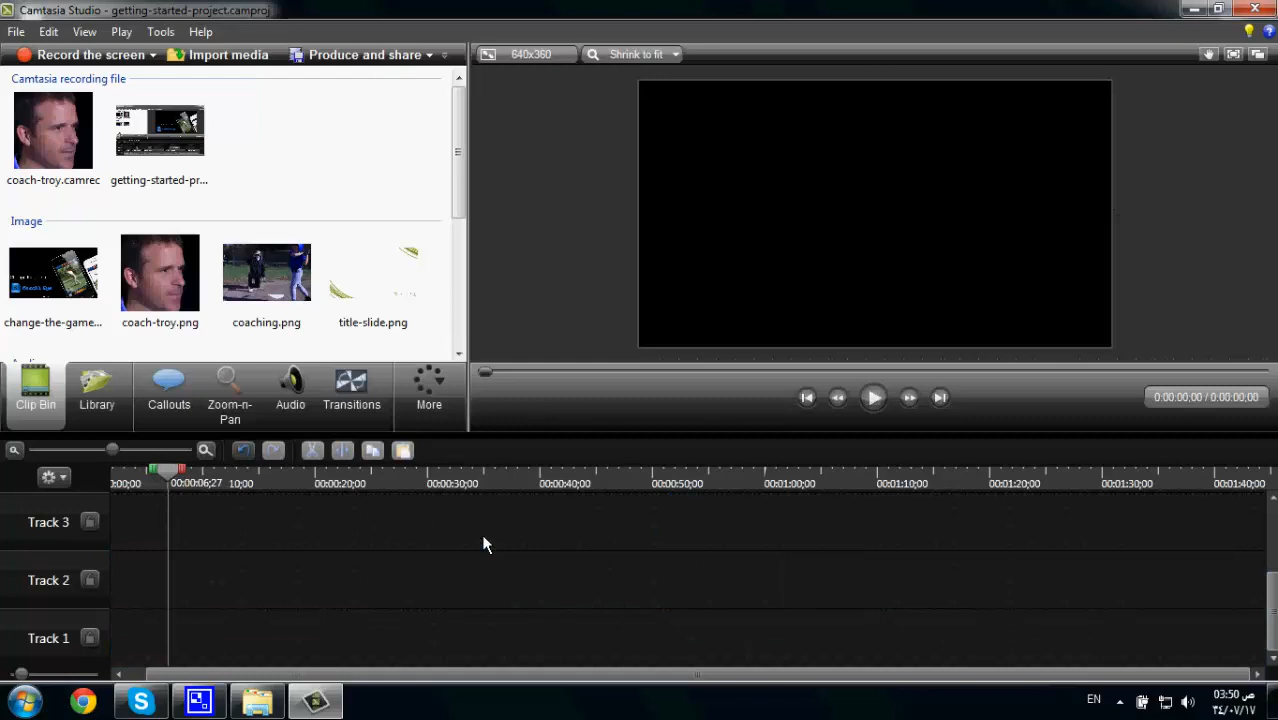 Camtasia Studio - getting-started-project.camproj
File Edit View Play Tools Help
Record the screen Import media Produce and share
640x360 Shrink to fit
Camtasia recording file
coach-troy.camrec getting-started-pr...
Image
change-the-game... coach-troy.png coaching.png title-slide.png
Clip Bin Library Callouts Zoom-n-Pan Audio Transitions More
0:00:00;00 / 0:00:00;00
0:00;00 00:00:06;27 10;00 00:00:20;00 00:00:30;00 00:00:40;00 00:00:50;00 00:01:00;00 00:01:10;00 00:01:20;00 00:01:30;00 00:01:40;00
Track 3
Track 2
Track 1
EN
03:50 ص
٣٤/٠٧/١٧